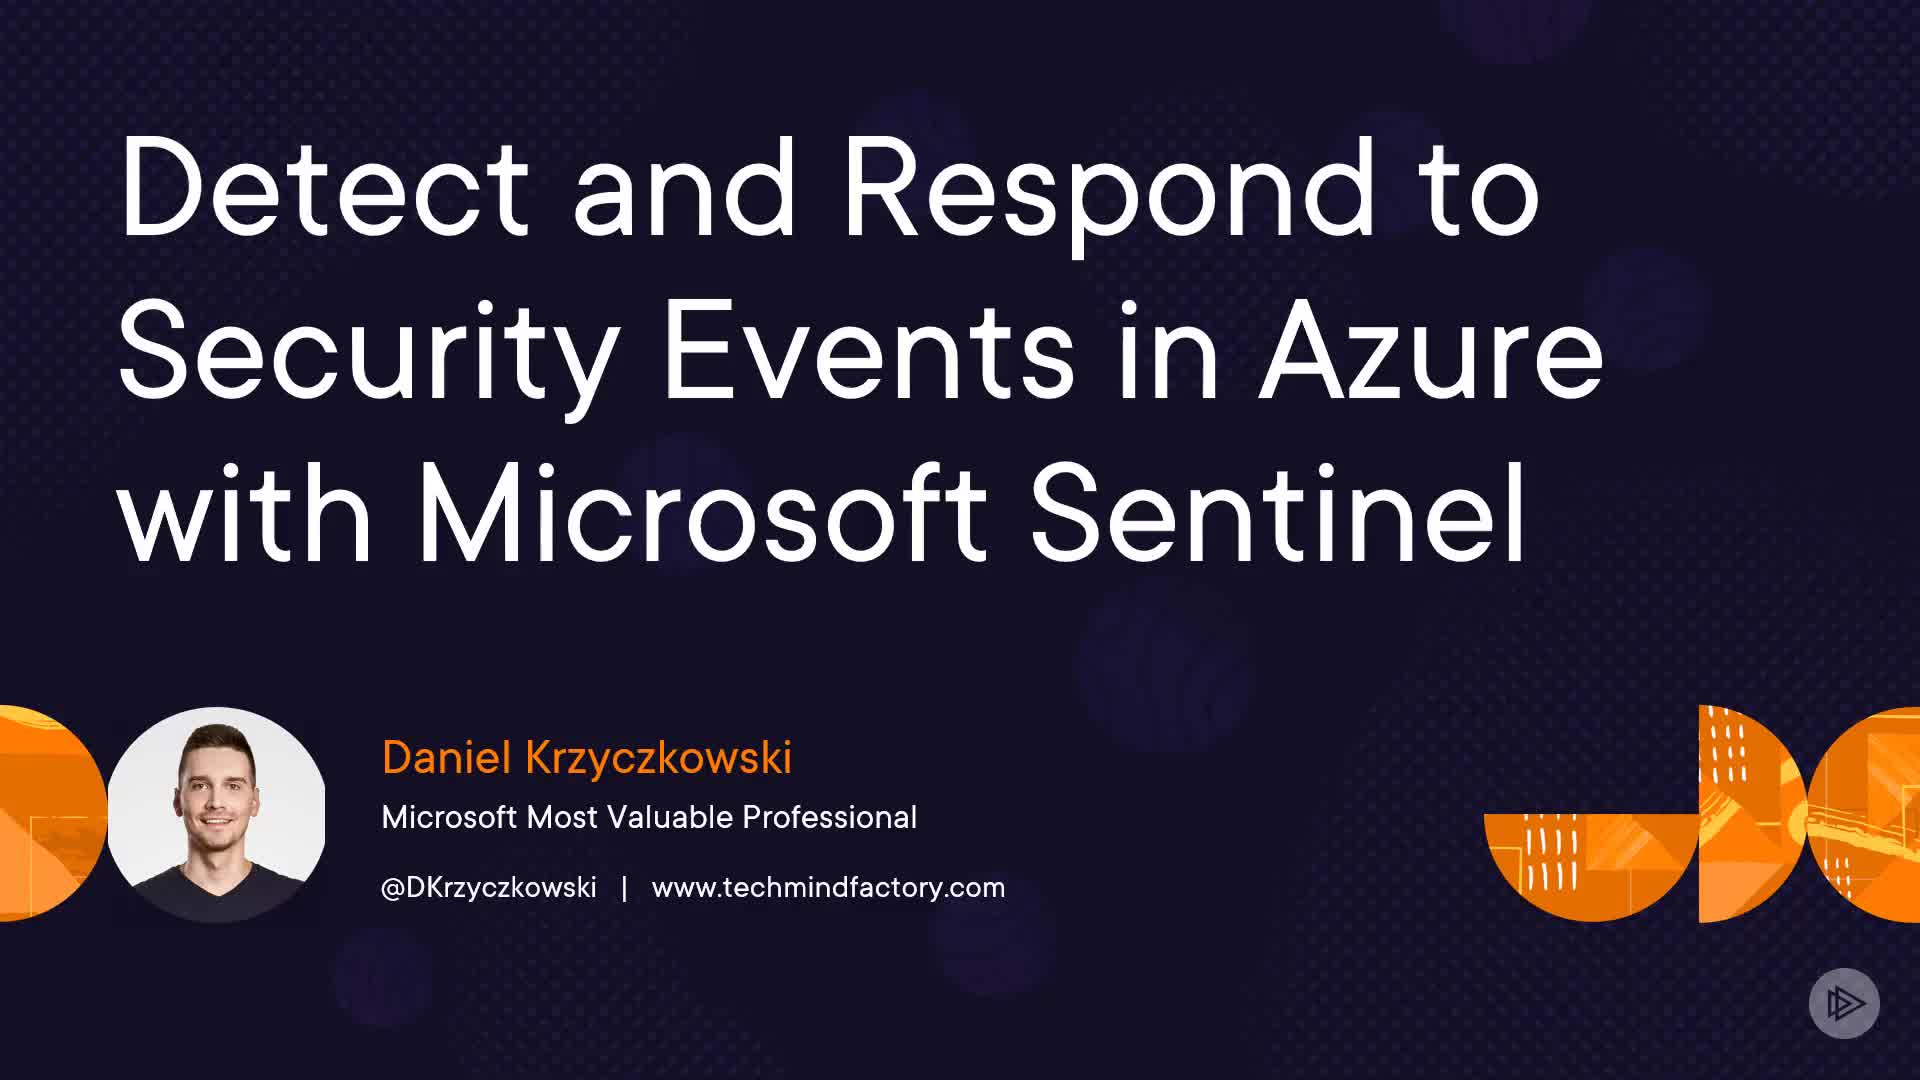 Detect and Respond to
Security Events in Azure
with Microsoft Sentinel
Daniel Krzyczkowski
Microsoft Most Valuable Professional
@DKrzyczkowski | www.techmindfactory.com